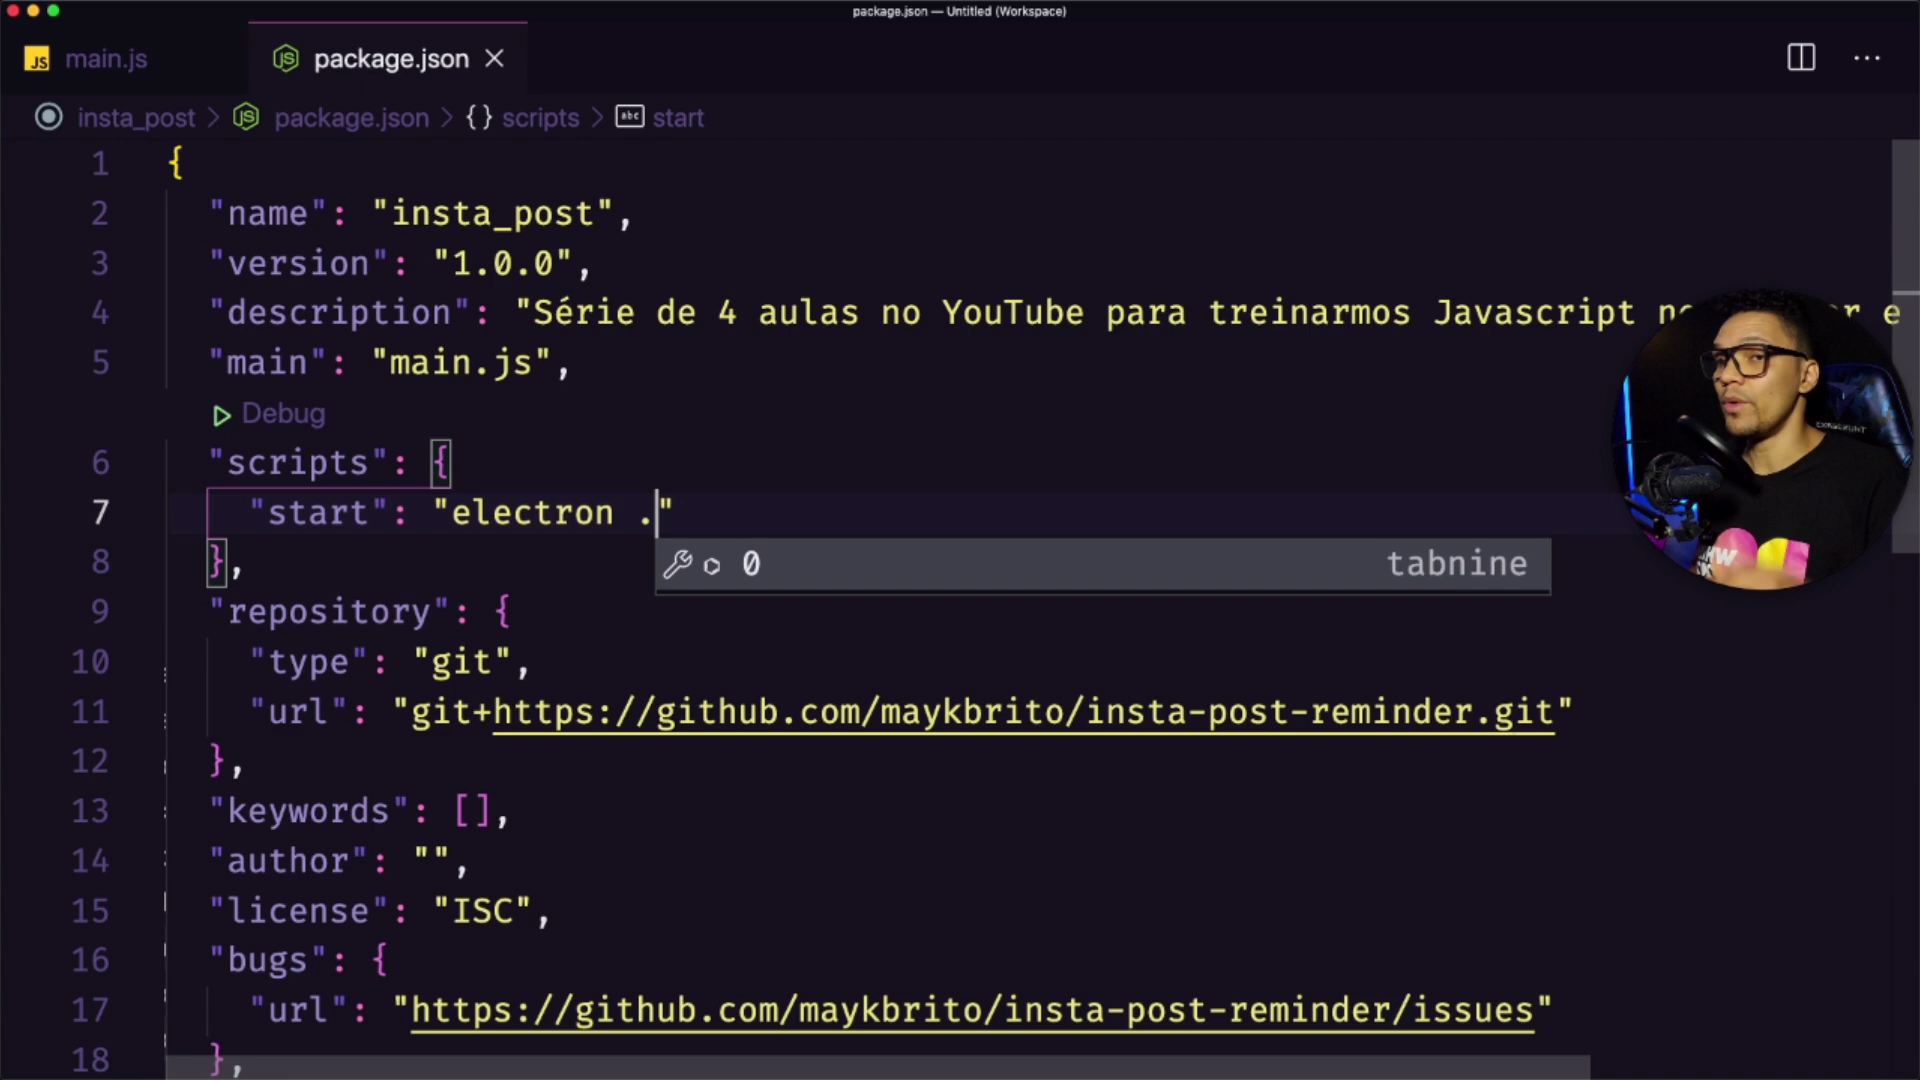 package.json — Untitled (Workspace)
JS main.js
package.json
insta_post > package.json > {} scripts > abc start
1 {
2 "name": "insta_post",
3 "version": "1.0.0",
4 "description": "Série de 4 aulas no YouTube para treinarmos Javascript e
5 "main": "main.js",
Debug
6 "scripts": {
7 "start": "electron ."
0 tabnine
8 },
9 "repository": {
10 "type": "git",
11 "url": "git+https://github.com/maykbrito/insta-post-reminder.git"
12 },
13 "keywords": [],
14 "author": "",
15 "license": "ISC",
16 "bugs": {
17 "url": "https://github.com/maykbrito/insta-post-reminder/issues"
18 },